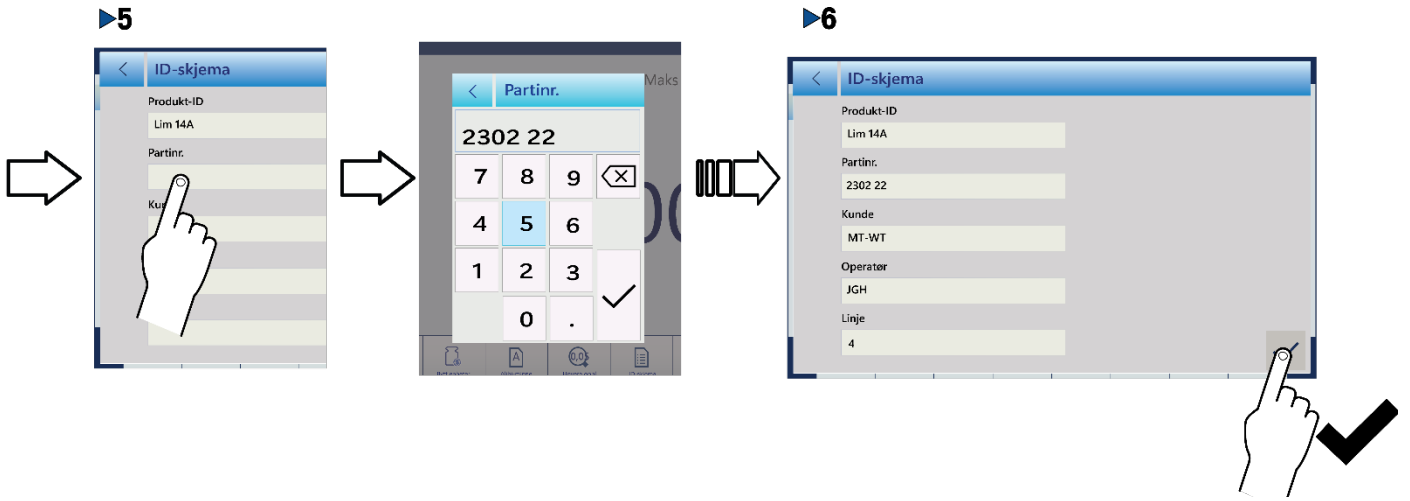 5
ID-skjema
Produkt-ID
Lim 14A
Partinr.
Maks
Partinr.
2302 22
7 8 9
4 5 6
1 2 3
0 .
6
ID-skjema
Produkt-ID
Lim 14A
Partinr.
2302 22
Kunde
MT-WT
Operatør
JGH
Linje
4